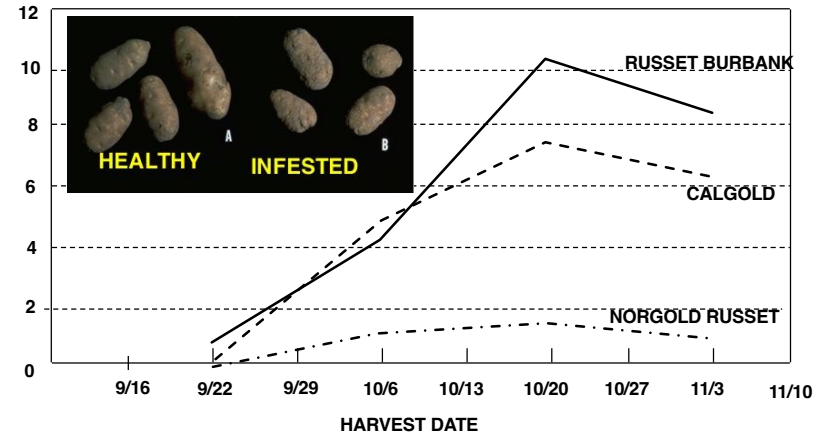 12
10
8
6
4
2
0
RUSSET BURBANK
CALGOLD
NORGOLD RUSSET
A
B
HEALTHY
INFESTED
9/16 9/22 9/29 10/6 10/13 10/20 10/27 11/3 11/10
HARVEST DATE